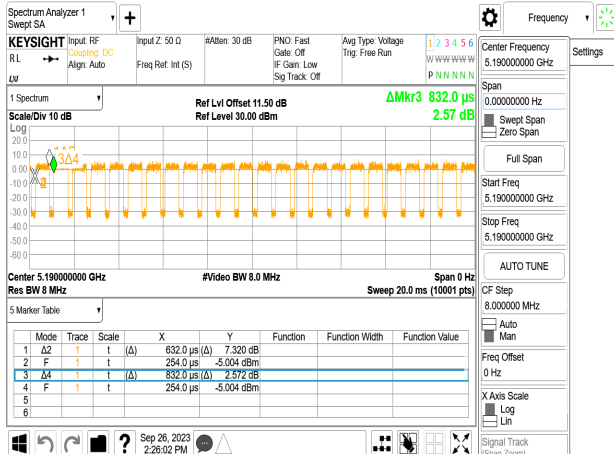 Spectrum Analyzer 1
Swept SA
Frequency
KEYSIGHT
RL
Input: RF
Coupling: DC
Align: Auto
Input Z: 50 Ω
Freq Ref: Int (S)
#Atten: 30 dB
PNO: Fast
Gate: Off
IF Gain: Low
Sig Track: Off
Avg Type: Voltage
Trig: Free Run
1 2 3 4 5 6
W W W W W W
P N N N N N
1 Spectrum
Scale/Div 10 dB
Ref Lvl Offset 11.50 dB
Ref Level 30.00 dBm
ΔMkr3 832.0 µs
2.57 dB
Log
20.0
10.0
0.00
-10.0
-20.0
-30.0
-40.0
-50.0
-60.0
3Δ4
Center 5.190000000 GHz
Res BW 8 MHz
#Video BW 8.0 MHz
Span 0 Hz
Sweep 20.0 ms (10001 pts)
5 Marker Table
Mode Trace Scale X Y Function Function Width Function Value
1 Δ2 1 t (Δ) 632.0 µs (Δ) 7.320 dB
2 F 1 t 254.0 µs -5.004 dBm
3 Δ4 1 t (Δ) 832.0 µs (Δ) 2.572 dB
4 F 1 t 254.0 µs -5.004 dBm
5
6
Sep 26, 2023
2:26:02 PM
Center Frequency
5.190000000 GHz
Settings
Span
0.00000000 Hz
Swept Span
Zero Span
Full Span
Start Freq
5.190000000 GHz
Stop Freq
5.190000000 GHz
AUTO TUNE
CF Step
8.000000 MHz
Auto
Man
Freq Offset
0 Hz
X Axis Scale
Log
Lin
Signal Track
(Span Zoom)